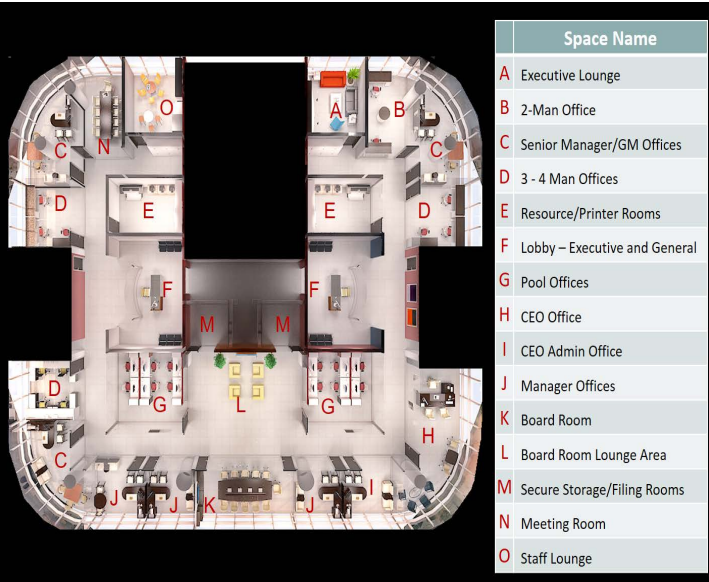 Space Name
A Executive Lounge
B 2-Man Office
C Senior Manager/GM Offices
D 3 - 4 Man Offices
E Resource/Printer Rooms
F Lobby – Executive and General
G Pool Offices
H CEO Office
I CEO Admin Office
J Manager Offices
K Board Room
L Board Room Lounge Area
M Secure Storage/Filing Rooms
N Meeting Room
O Staff Lounge
O A B
C N C
D E E D
F F
M M
D G L G
C H
J J K J I